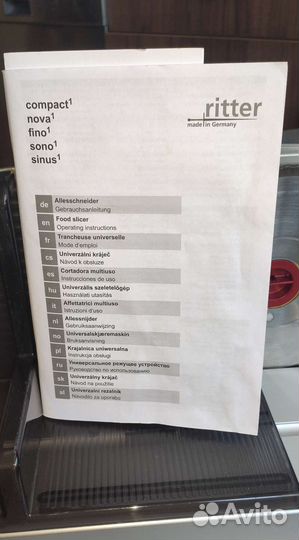 compact¹
nova¹
fino¹
sono¹
sinus¹
ritter
made in Germany
de Allesschneider
Gebrauchsanleitung
en Food slicer
Operating instructions
fr Trancheuse universelle
Mode d'emploi
cs Univerzální kráječ
Návod k obsluze
es Cortadora multiuso
Instrucciones de uso
hu Univerzális szeletelőgép
Használati utasítás
it Affettatrici multiuso
Istruzioni d'uso
nl Allessnijder
Gebruiksaanwijzing
no Universalskjæremaskin
Bruksanvisning
pl Krajalnica uniwersalna
Instrukcja obsługi
ru Универсальное режущее устройство
Руководство по использованию
sk Univerzálny krájač
Návod na použitie
sl Univerzalni rezalnik
Navodilo za uporabo
Avito